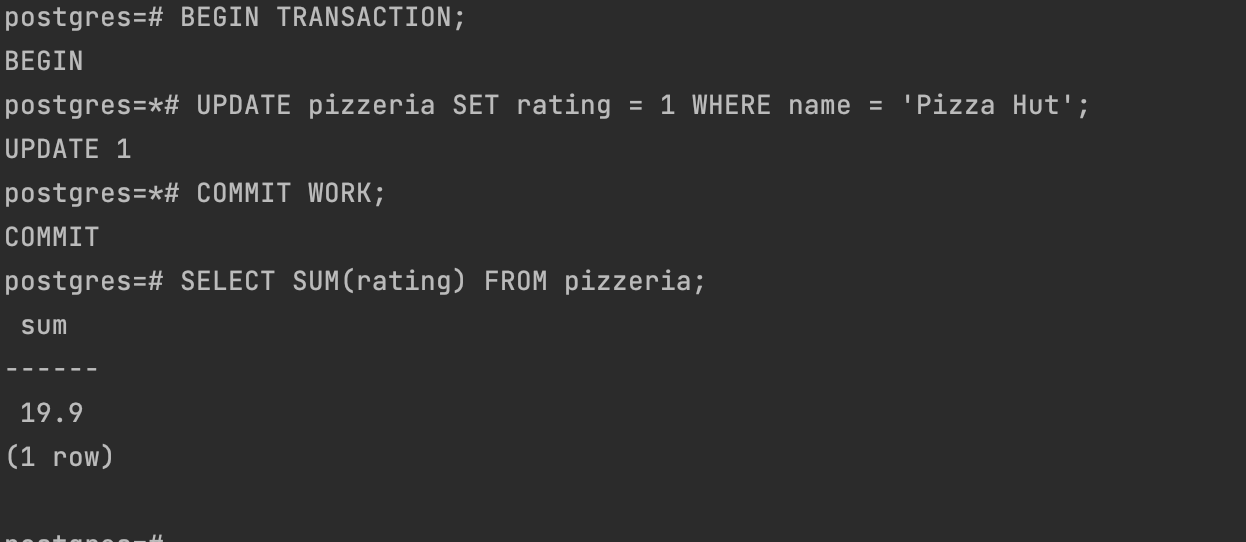 postgres=# BEGIN TRANSACTION;
BEGIN
postgres=*# UPDATE pizzeria SET rating = 1 WHERE name = 'Pizza Hut';
UPDATE 1
postgres=*# COMMIT WORK;
COMMIT
postgres=# SELECT SUM(rating) FROM pizzeria;
sum
------
19.9
(1 row)
postgres=#